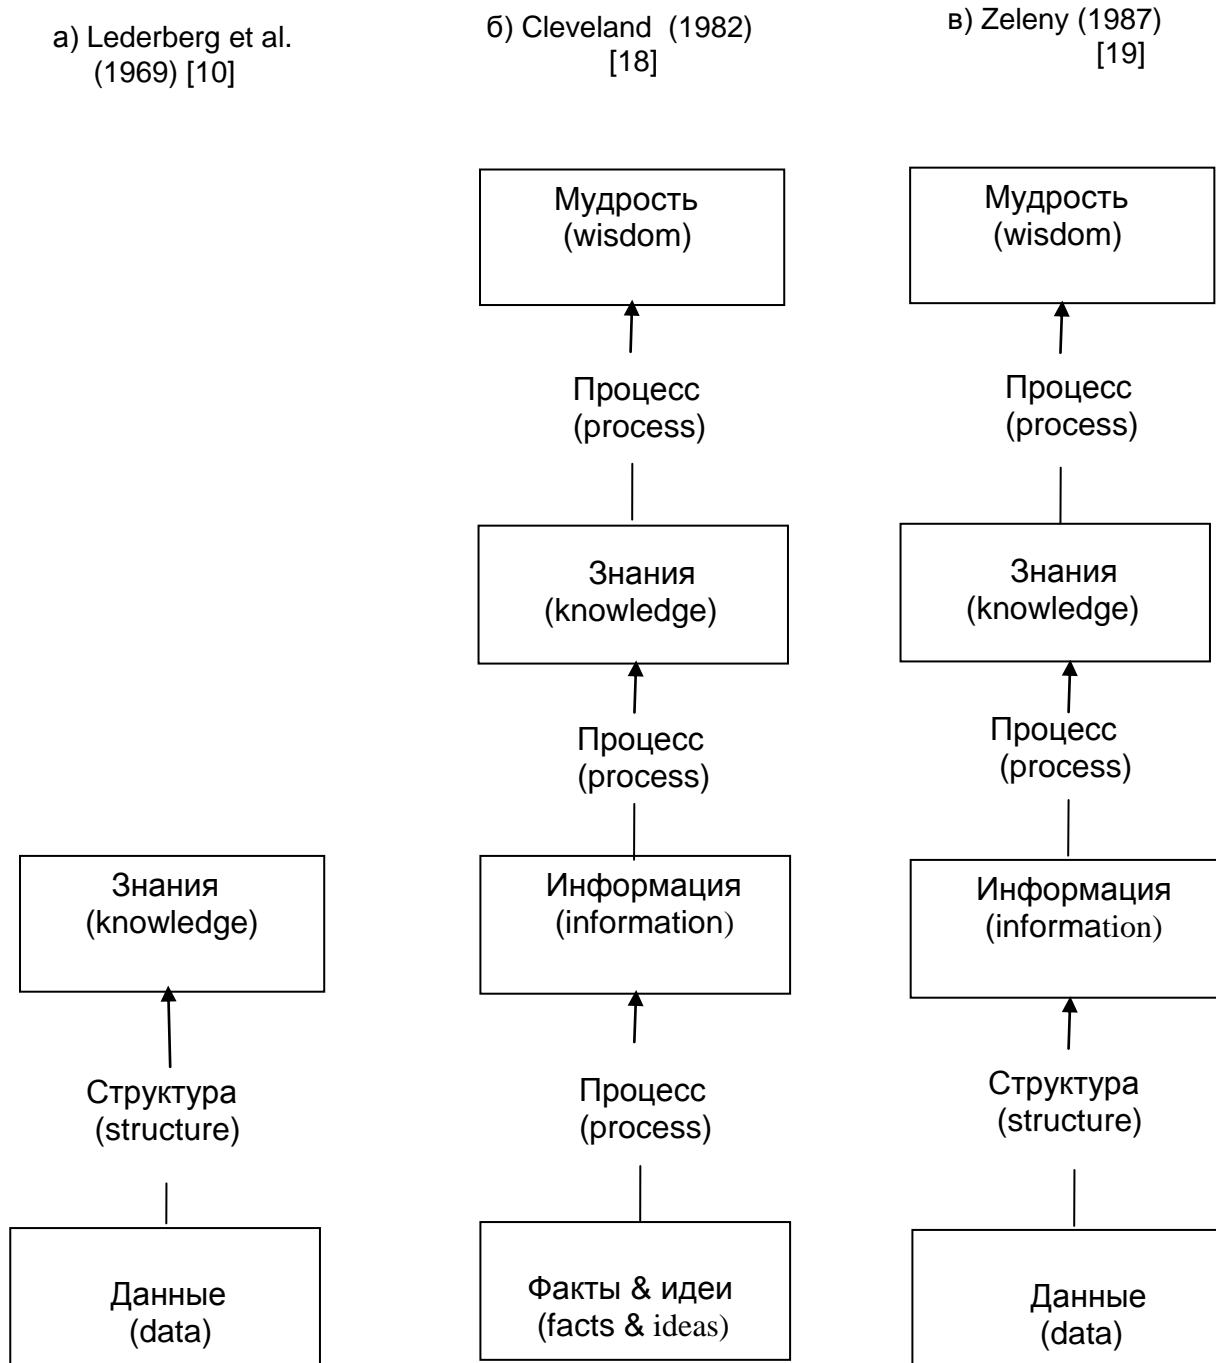 а) Lederberg et al.
(1969) [10]
б) Cleveland (1982)
[18]
в) Zeleny (1987)
[19]
Мудрость
(wisdom)
Мудрость
(wisdom)
Процесс
(process)
Процесс
(process)
Знания
(knowledge)
Знания
(knowledge)
Процесс
(process)
Процесс
(process)
Знания
(knowledge)
Информация
(information)
Информация
(information)
Структура
(structure)
Процесс
(process)
Структура
(structure)
Данные
(data)
Факты & идеи
(facts & ideas)
Данные
(data)